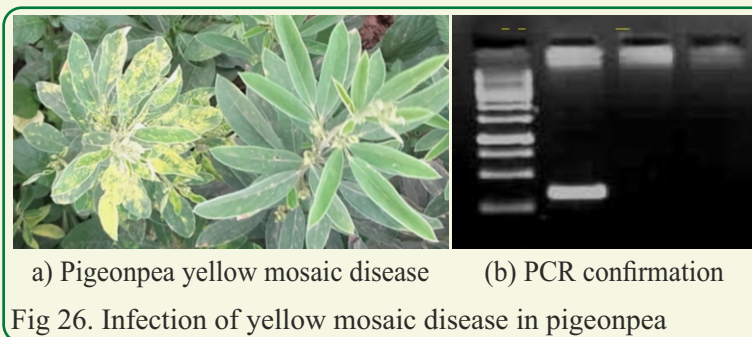 a) Pigeonpea yellow mosaic disease (b) PCR confirmation
Fig 26. Infection of yellow mosaic disease in pigeonpea